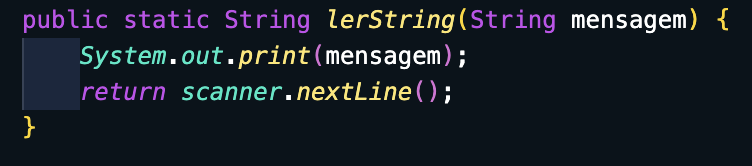 public static String lerString(String mensagem) {
    System.out.print(mensagem);
    return scanner.nextLine();
}